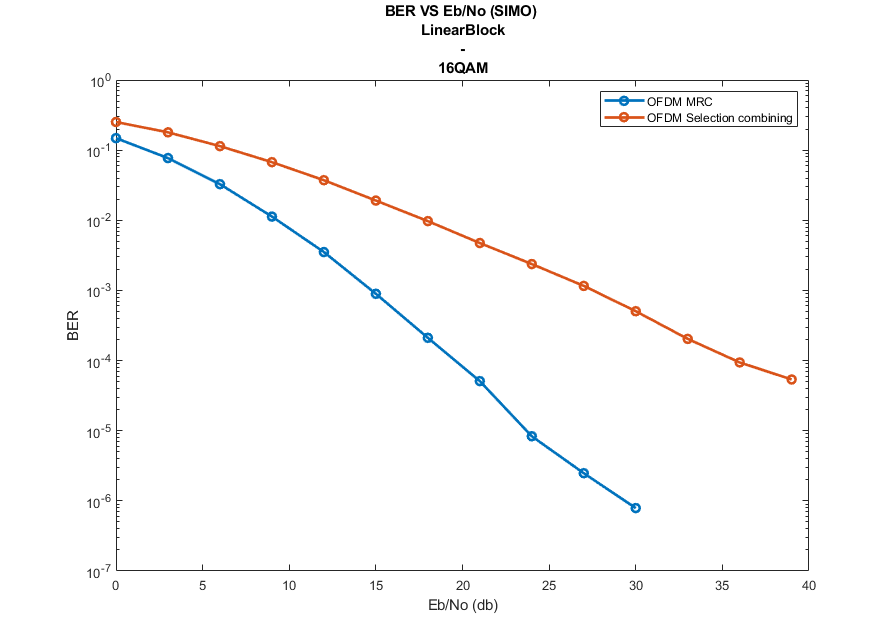 BER VS Eb/No (SIMO)
LinearBlock
-
16QAM
OFDM MRC
OFDM Selection combining
BER
10^0
10^-1
10^-2
10^-3
10^-4
10^-5
10^-6
10^-7
0 5 10 15 20 25 30 35 40
Eb/No (db)